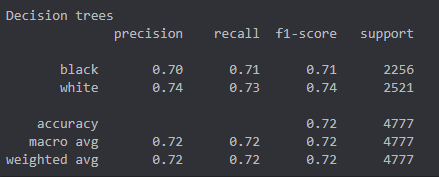 Decision trees
precision recall f1-score support
black 0.70 0.71 0.71 2256
white 0.74 0.73 0.74 2521
accuracy 0.72 4777
macro avg 0.72 0.72 0.72 4777
weighted avg 0.72 0.72 0.72 4777